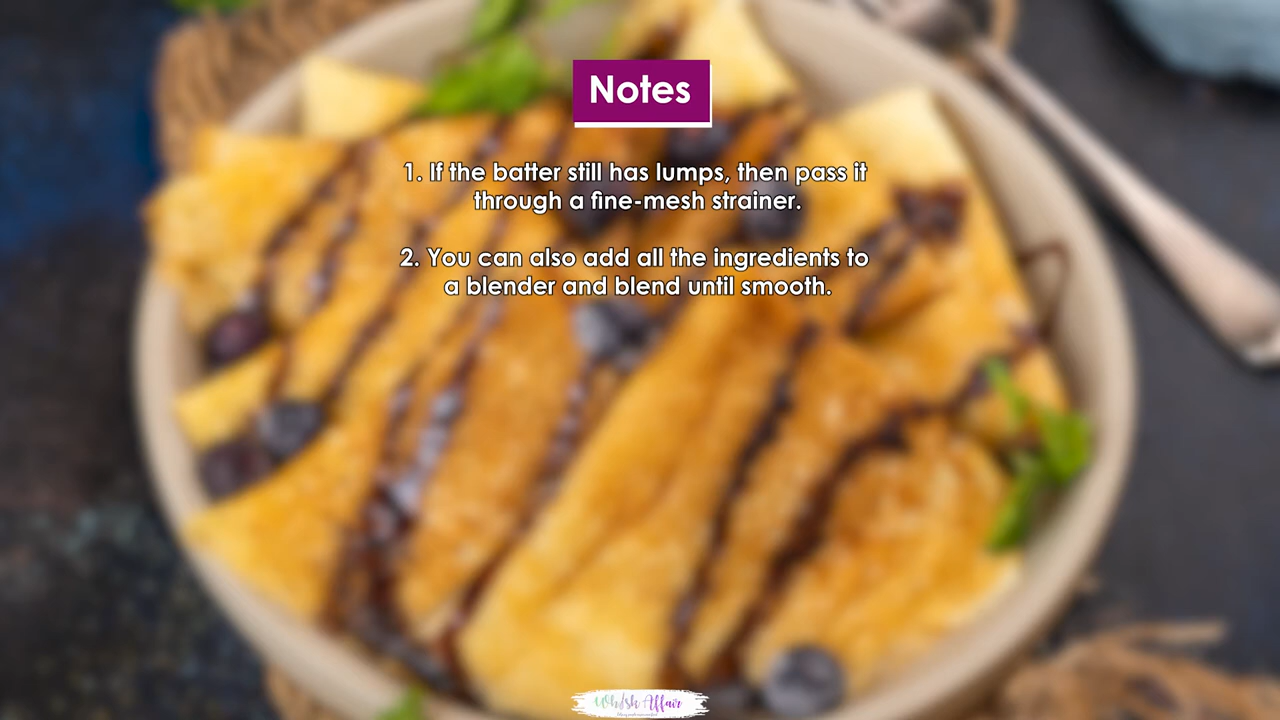 Notes
1. If the batter still has lumps, then pass it
through a fine-mesh strainer.
2. You can also add all the ingredients to
a blender and blend until smooth.
Whisk Affair